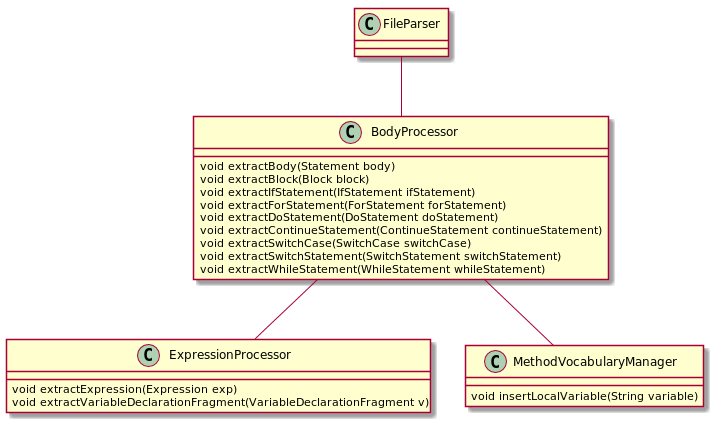 C FileParser
C BodyProcessor
void extractBody(Statement body)
void extractBlock(Block block)
void extractIfStatement(IfStatement ifStatement)
void extractForStatement(ForStatement forStatement)
void extractDoStatement(DoStatement doStatement)
void extractContinueStatement(ContinueStatement continueStatement)
void extractSwitchCase(SwitchCase switchCase)
void extractSwitchStatement(SwitchStatement switchStatement)
void extractWhileStatement(WhileStatement whileStatement)
C ExpressionProcessor
void extractExpression(Expression exp)
void extractVariableDeclarationFragment(VariableDeclarationFragment v)
C MethodVocabularyManager
void insertLocalVariable(String variable)